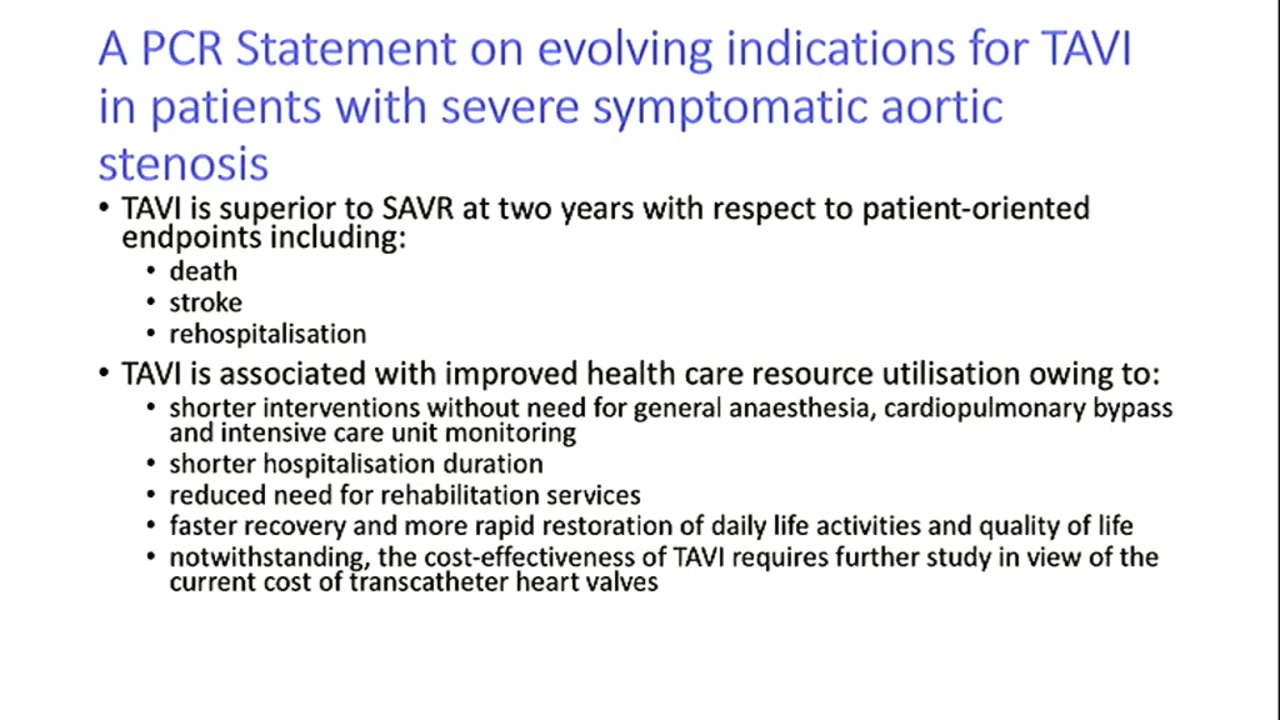 A PCR Statement on evolving indications for TAVI
in patients with severe symptomatic aortic
stenosis
• TAVI is superior to SAVR at two years with respect to patient-oriented
endpoints including:
• death
• stroke
• rehospitalisation
• TAVI is associated with improved health care resource utilisation owing to:
• shorter interventions without need for general anaesthesia, cardiopulmonary bypass
and intensive care unit monitoring
• shorter hospitalisation duration
• reduced need for rehabilitation services
• faster recovery and more rapid restoration of daily life activities and quality of life
• notwithstanding, the cost-effectiveness of TAVI requires further study in view of the
current cost of transcatheter heart valves